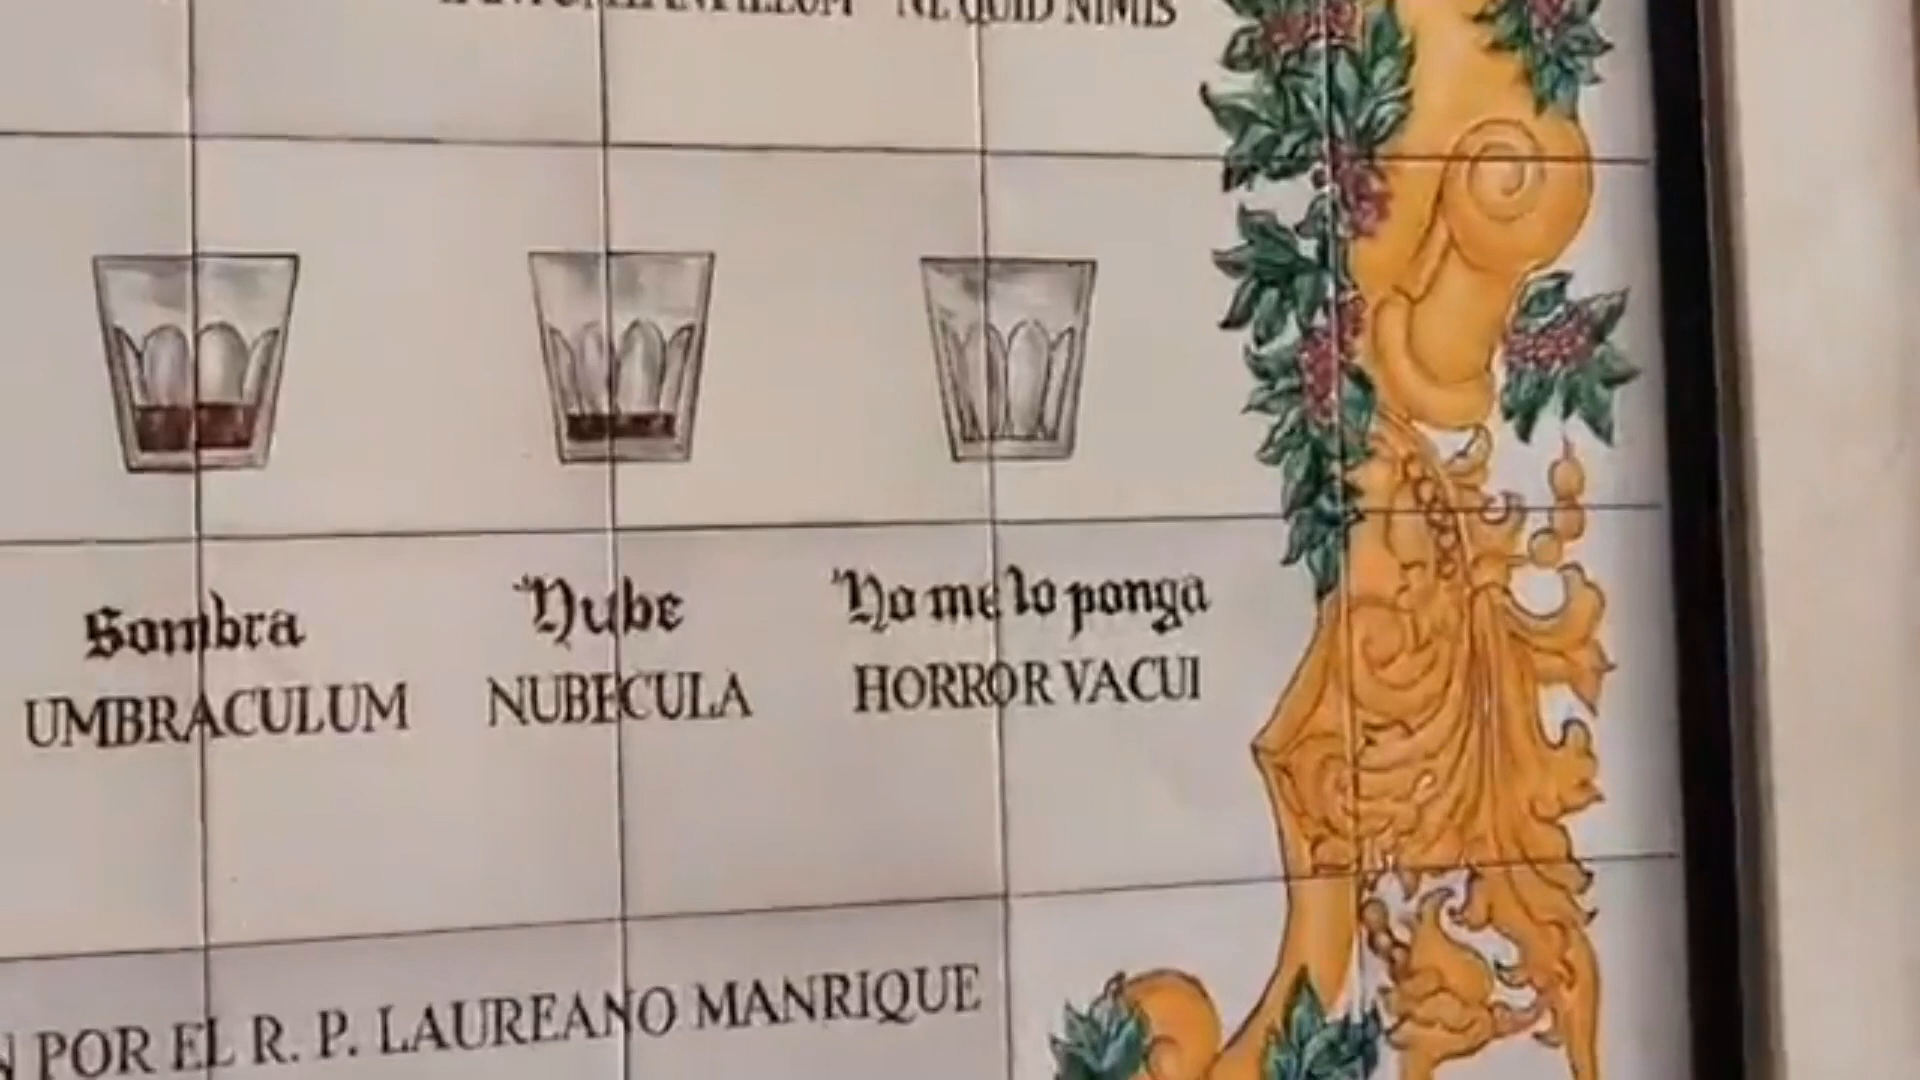 NE QUID NIMIS
Sombra
UMBRACULUM
Nube
NUBECULA
No me lo ponga
HORROR VACUI
POR EL R. P. LAUREANO MANRIQUE